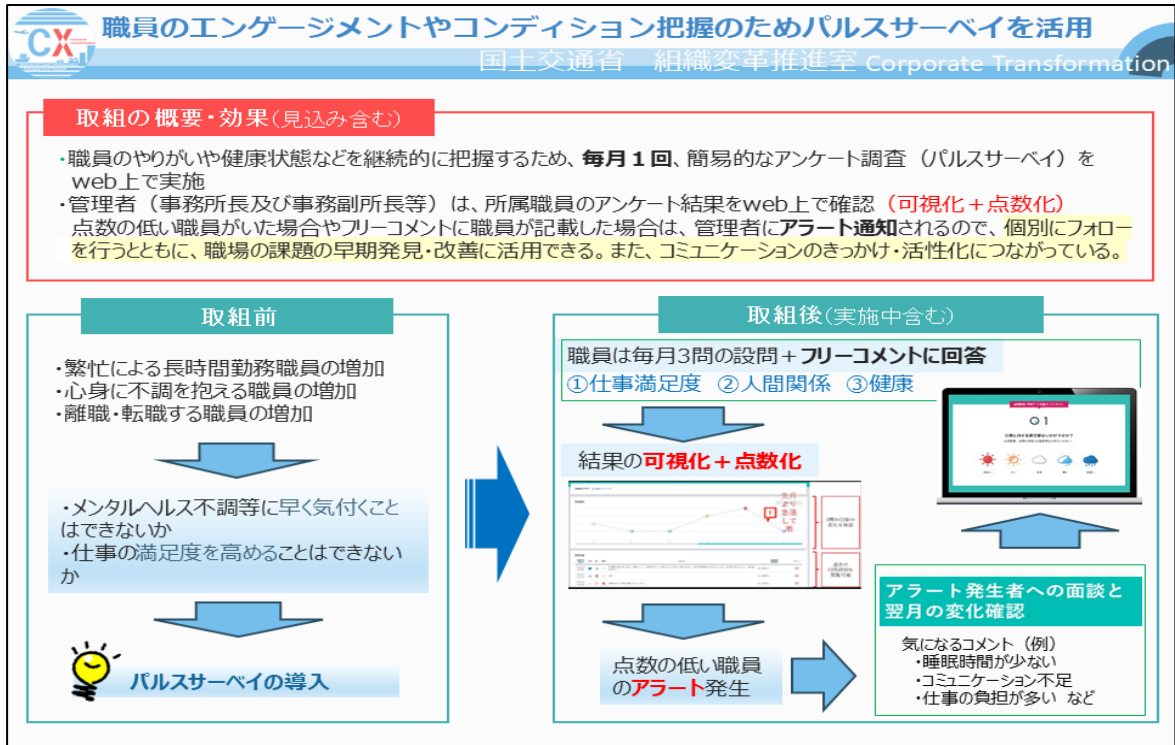 CX
職員のエンゲージメントやコンディション把握のためパルスサーベイを活用
国土交通省 組織変革推進室 Corporate Transformation
取組の概要・効果(見込み含む)
・職員のやりがいや健康状態などを継続的に把握するため、毎月1回、簡易的なアンケート調査（パルスサーベイ）を
web上で実施
・管理者（事務所長及び事務副所長等）は、所属職員のアンケート結果をweb上で確認（可視化＋点数化）
点数の低い職員がいた場合やフリーコメントに職員が記載した場合は、管理者にアラート通知されるので、個別にフォロー
を行うとともに、職場の課題の早期発見・改善に活用できる。また、コミュニケーションのきっかけ・活性化につながっている。
取組前
・繁忙による長時間勤務職員の増加
・心身に不調を抱える職員の増加
・離職・転職する職員の増加
・メンタルヘルス不調等に早く気付くこと
はできないか
・仕事の満足度を高めることはできない
か
パルスサーベイの導入
取組後(実施中含む)
職員は毎月3問の設問＋フリーコメントに回答
①仕事満足度 ②人間関係 ③健康
Q1
結果の可視化＋点数化
点数の低い職員
のアラート発生
アラート発生者への面談と
翌月の変化確認
気になるコメント（例）
・睡眠時間が少ない
・コミュニケーション不足
・仕事の負担が多い など